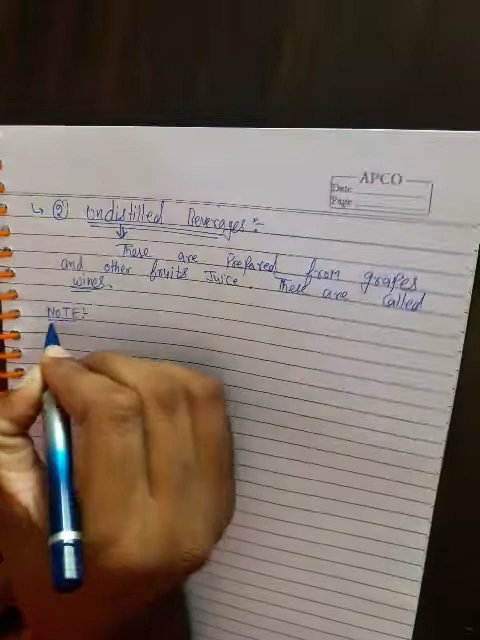 APCO
Date
Page
↳ ② Undistilled Beverages :-
↓
These are Prepared from grapes
and other fruits Juice. These are called
wines.
NOTE:-